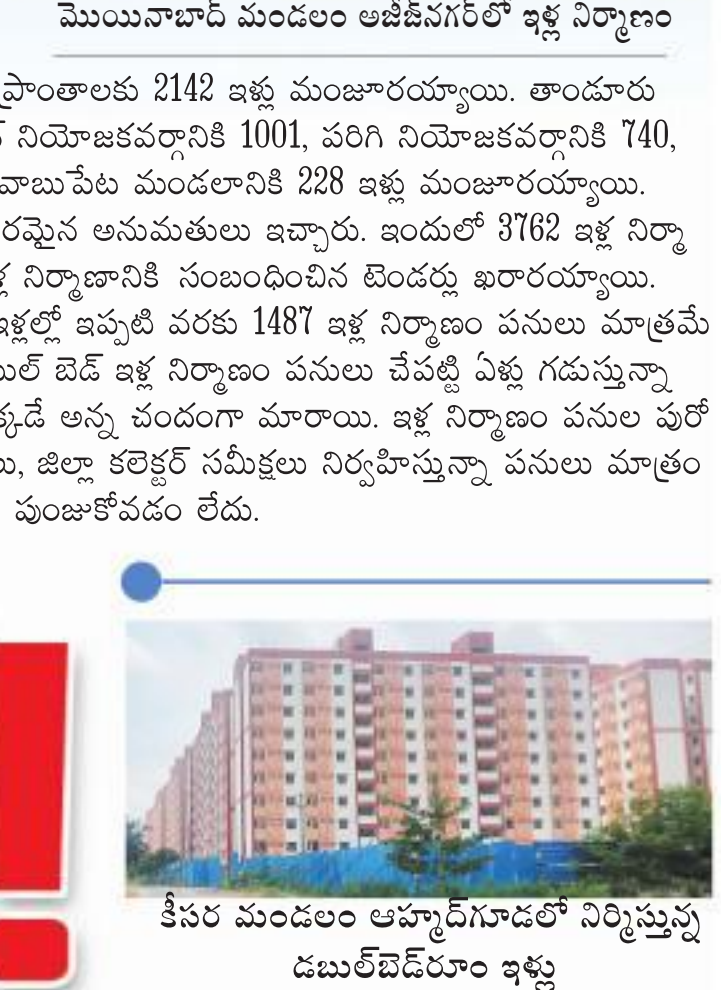 మొయినాబాద్ మండలం అజీజ్‌నగర్‌లో ఇళ్ల నిర్మాణం
ప్రాంతాలకు 2142 ఇళ్లు మంజూరయ్యాయి. తాండూరు
నియోజకవర్గానికి 1001, పరిగి నియోజకవర్గానికి 740,
వాబుపేట మండలానికి 228 ఇళ్లు మంజూరయ్యాయి.
రమైన అనుమతులు ఇచ్చారు. ఇందులో 3762 ఇళ్ల నిర్మా
ళ్ల నిర్మాణానికి సంబంధించిన టెండర్లు ఖరారయ్యాయి.
ఇళ్లల్లో ఇప్పటి వరకు 1487 ఇళ్ల నిర్మాణం పనులు మాత్రమే
బుల్ బెడ్ ఇళ్ల నిర్మాణం పనులు చేపట్టి ఏళ్లు గడుస్తున్నా
క్కడే అన్న చందంగా మారాయి. ఇళ్ల నిర్మాణం పనుల పురో
లు, జిల్లా కలెక్టర్ సమీక్షలు నిర్వహిస్తున్నా పనులు మాత్రం
పుంజుకోవడం లేదు.
!
కీసర మండలం ఆహ్మద్‌గూడలో నిర్మిస్తున్న
డబుల్‌బెడ్‌రూం ఇళ్లు